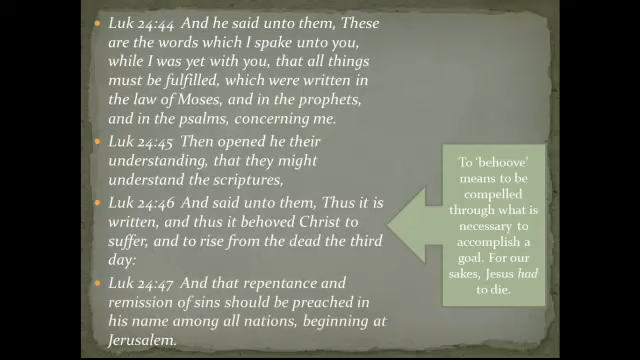 Luk 24:44 And he said unto them, These
are the words which I spake unto you,
while I was yet with you, that all things
must be fulfilled, which were written in
the law of Moses, and in the prophets,
and in the psalms, concerning me.
Luk 24:45 Then opened he their
understanding, that they might
understand the scriptures,
Luk 24:46 And said unto them, Thus it is
written, and thus it behoved Christ to
suffer, and to rise from the dead the third
day:
Luk 24:47 And that repentance and
remission of sins should be preached in
his name among all nations, beginning at
Jerusalem.
To 'behoove'
means to be
compelled
through what is
necessary to
accomplish a
goal. For our
sakes, Jesus had
to die.